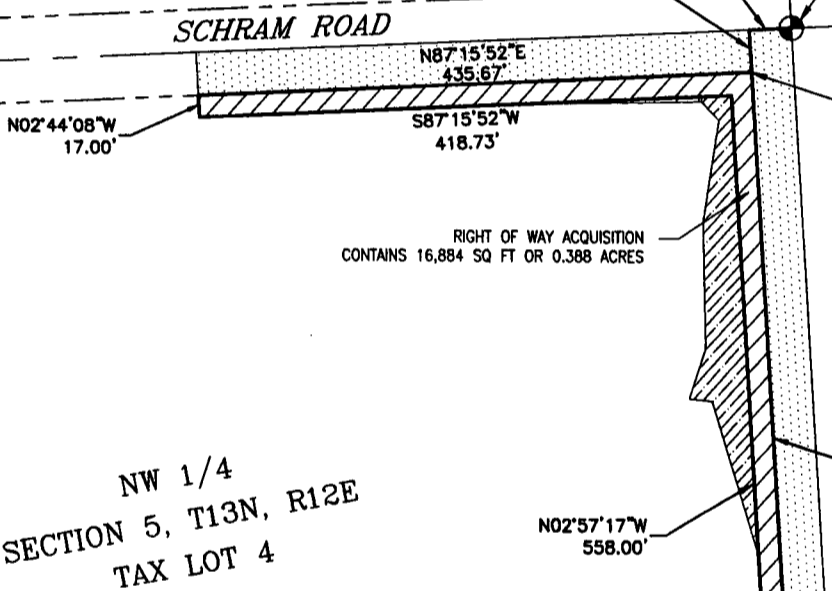 SCHRAM ROAD
N87°15'52"E
435.67'
N02°44'08"W
17.00'
S87°15'52"W
418.73'
RIGHT OF WAY ACQUISITION
CONTAINS 16,884 SQ FT OR 0.388 ACRES
NW 1/4
SECTION 5, T13N, R12E
TAX LOT 4
N02°57'17"W
558.00'